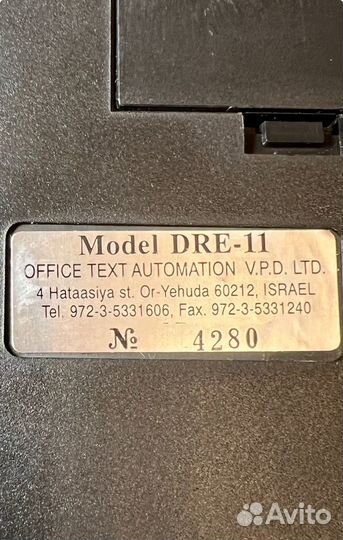 Model DRE-11
OFFICE TEXT AUTOMATION V.P.D. LTD.
4 Hataasiya st. Or-Yehuda 60212, ISRAEL
Tel. 972-3-5331606, Fax. 972-3-5331240
№ 4280
Avito